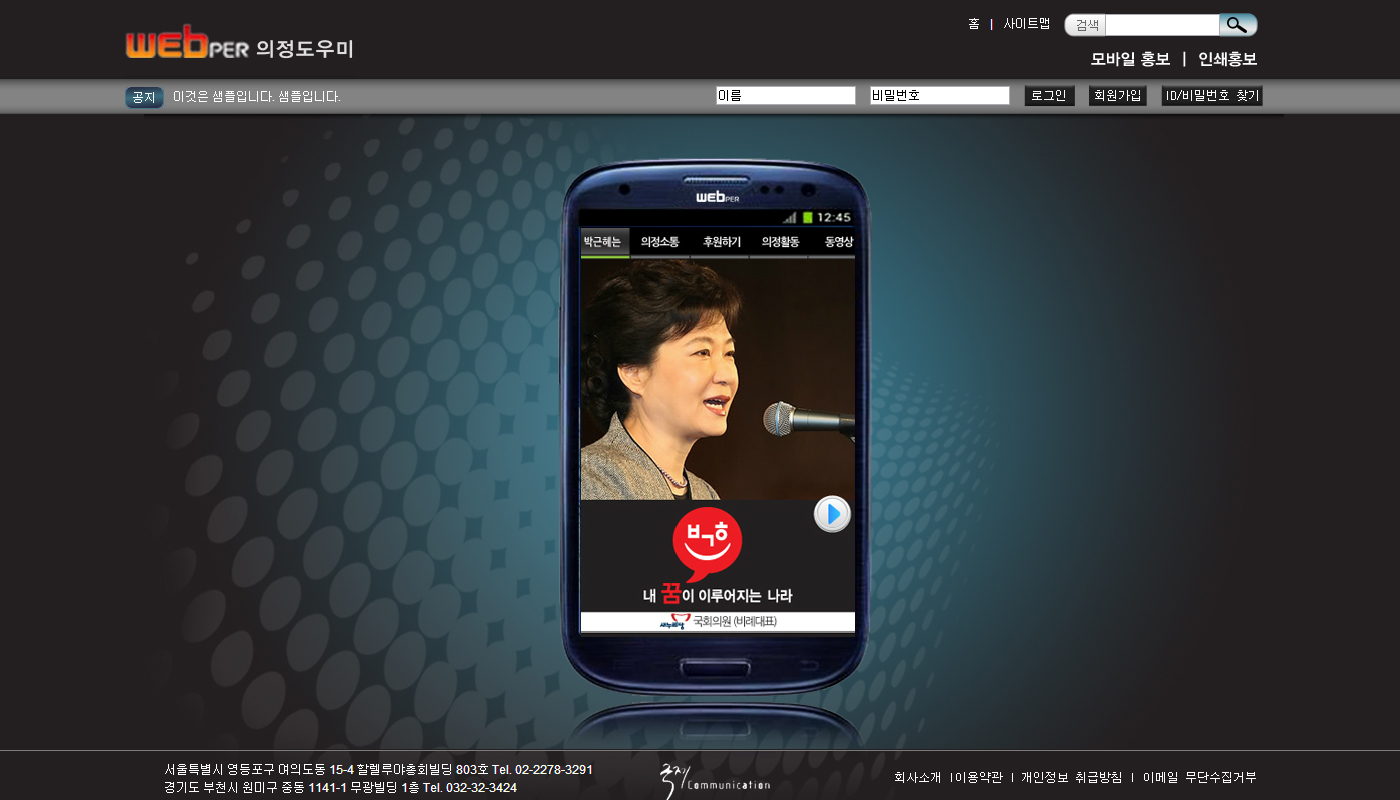 홈 | 사이트맵 검색
WEBPER 의정도우미
모바일 홍보 | 인쇄홍보
공지 이것은 샘플입니다. 샘플입니다. 이름 비밀번호 로그인 회원가입 ID/비밀번호 찾기
WEBPER
12:45
박근혜는 의정소통 후원하기 의정활동 동영상
ㅂㄱㅎ
내 꿈이 이루어지는 나라
새누리당 국회의원 (비례대표)
서울특별시 영등포구 여의도동 15-4 할렐루야총회빌딩 803호 Tel. 02-2278-3291
경기도 부천시 원미구 중동 1141-1 무광빌딩 1층 Tel. 032-32-3424
Communication
회사소개 | 이용약관 | 개인정보 취급방침 | 이메일 무단수집거부